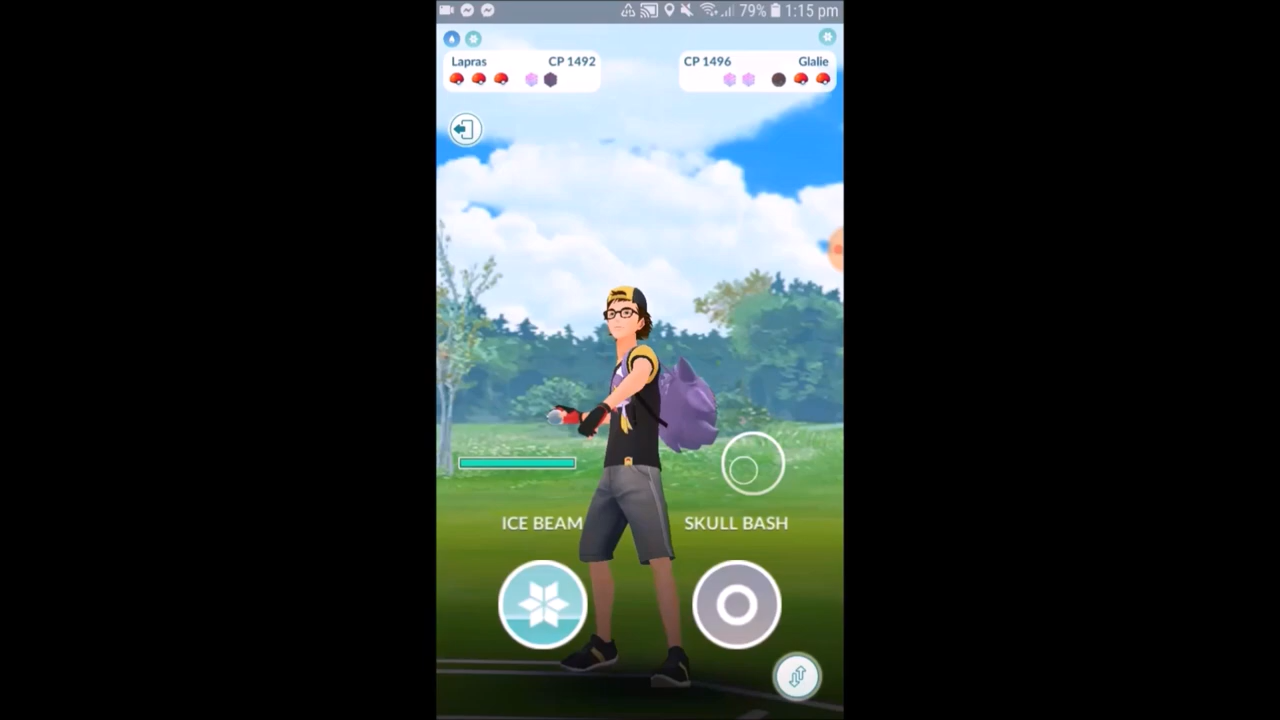 79% 1:15 pm
Lapras CP 1492
CP 1496 Glalie
ICE BEAM SKULL BASH